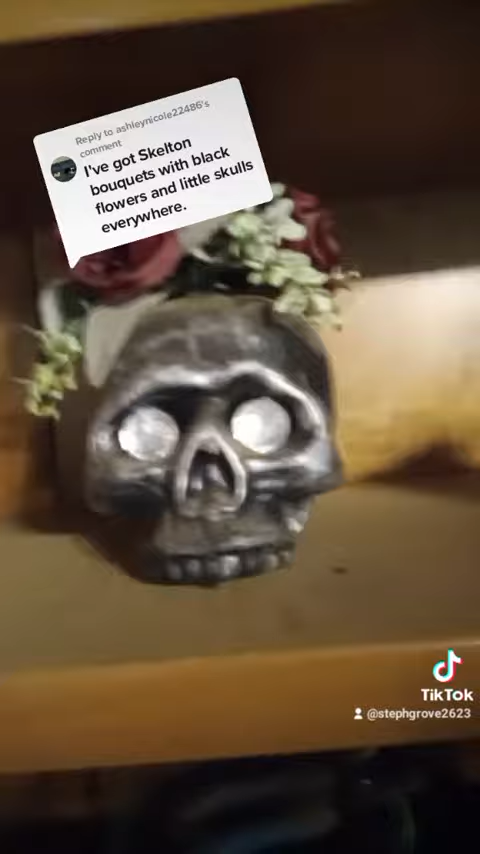 Reply to ashleynicole22486's
comment
I've got Skelton
bouquets with black
flowers and little skulls
everywhere.
TikTok
@stephgrove2623